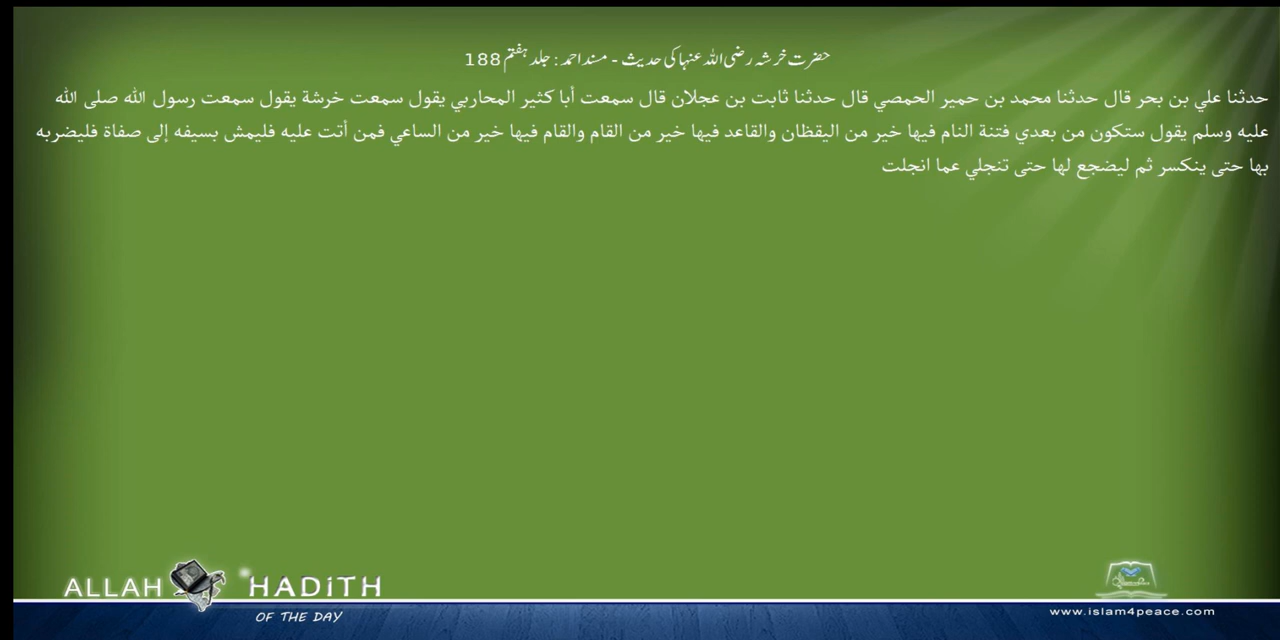 حضرت خرشہ رضی اللہ عنہا کی حدیث - مسند احمد: جلد ہفتم 188
حدثنا علي بن بحر قال حدثنا محمد بن حمير الحمصي قال حدثنا ثابت بن عجلان قال سمعت أبا كثير المحاربي يقول سمعت خرشة يقول سمعت رسول الله صلى الله
عليه وسلم يقول ستكون من بعدي فتنة النام فيها خير من اليقظان والقاعد فيها خير من القام والقام فيها خير من الساعي فمن أتت عليه فليمش بسيفه إلى صفاة فليضربه
بها حتى ينكسر ثم ليضجع لها حتى تنجلي عما انجلت
ALLAH HADITH
OF THE DAY
www.islam4peace.com